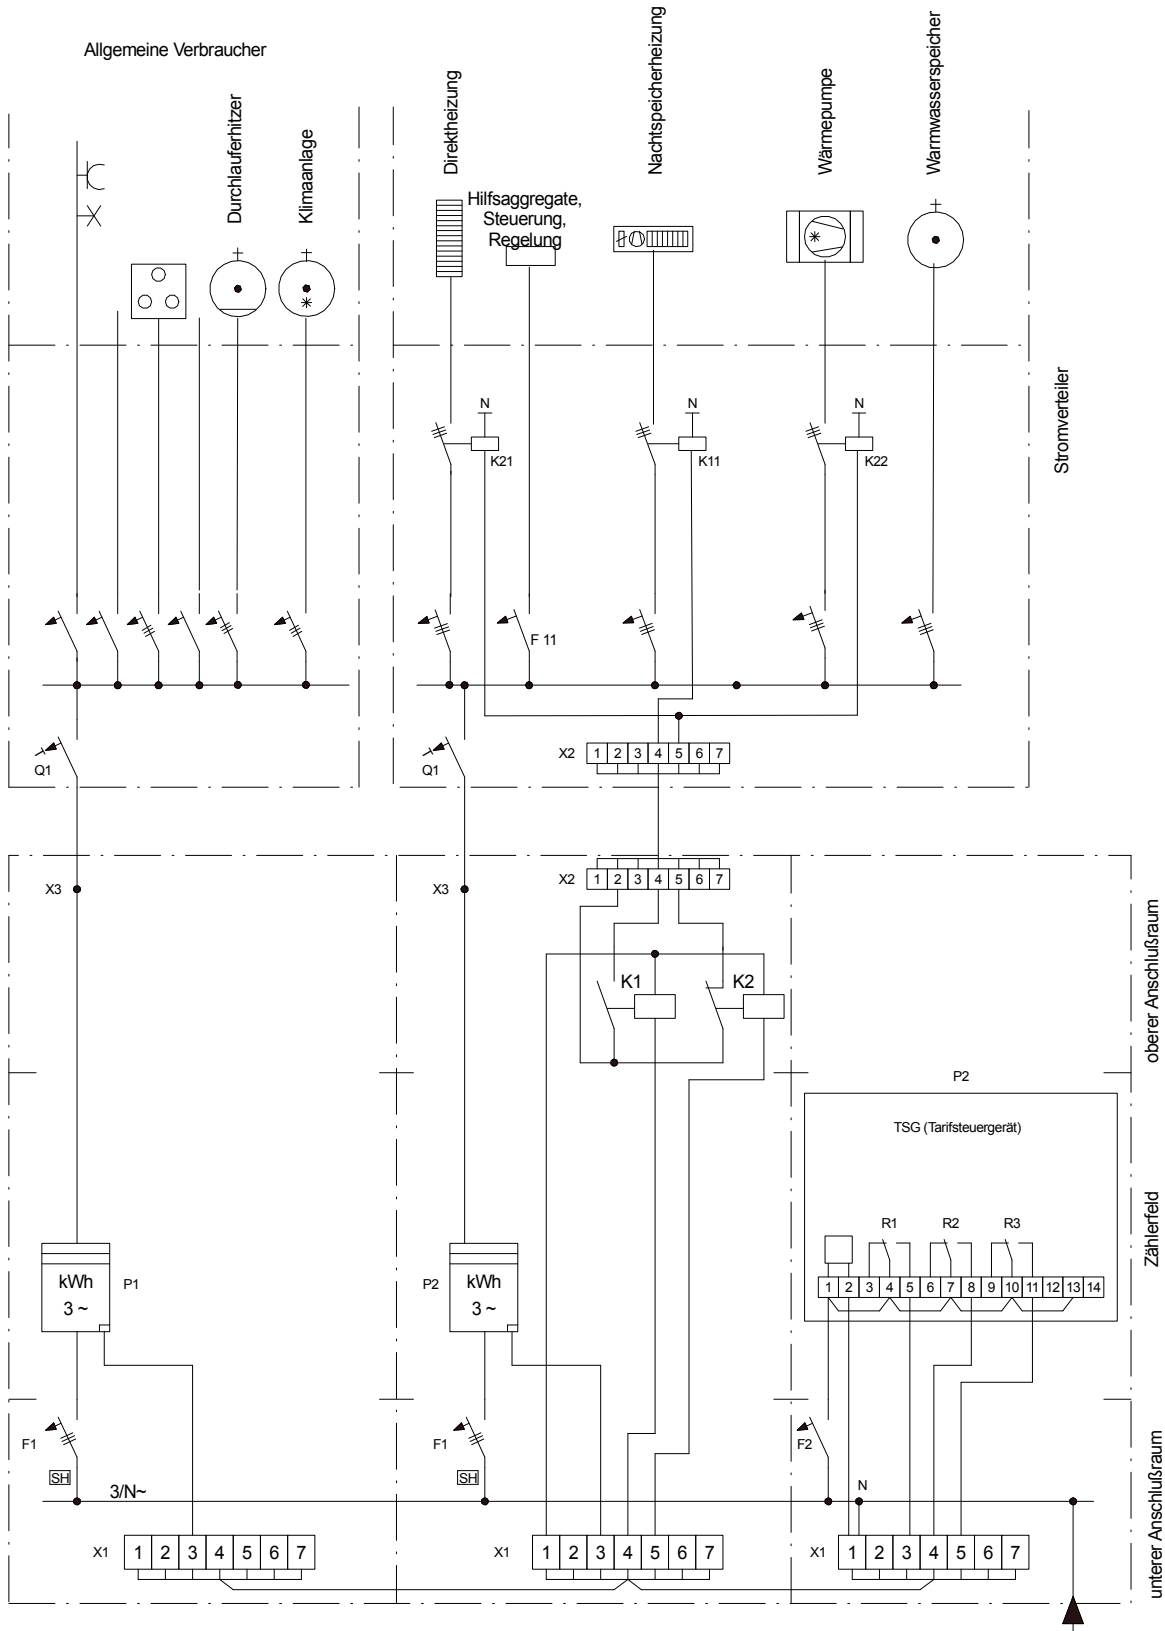 Allgemeine Verbraucher
Durchlauferhitzer
Klimaanlage
Direktheizung
Hilfsaggregate,
Steuerung,
Regelung
Nachtspeicherheizung
Wärmepumpe
Warmwasserspeicher
Stromverteiler
N
N
N
K21
K11
K22
F 11
Q1
Q1
X2 1 2 3 4 5 6 7
X3
X3
X2 1 2 3 4 5 6 7
oberer Anschlußraum
K1
K2
P2
TSG (Tarifsteuergerät)
R1
R2
R3
1 2 3 4 5 6 7 8 9 10 11 12 13 14
Zählerfeld
kWh
3 ~
P1
P2
kWh
3 ~
F1
SH
F1
SH
F2
3/N~
N
X1 1 2 3 4 5 6 7
X1 1 2 3 4 5 6 7
X1 1 2 3 4 5 6 7
unterer Anschlußraum